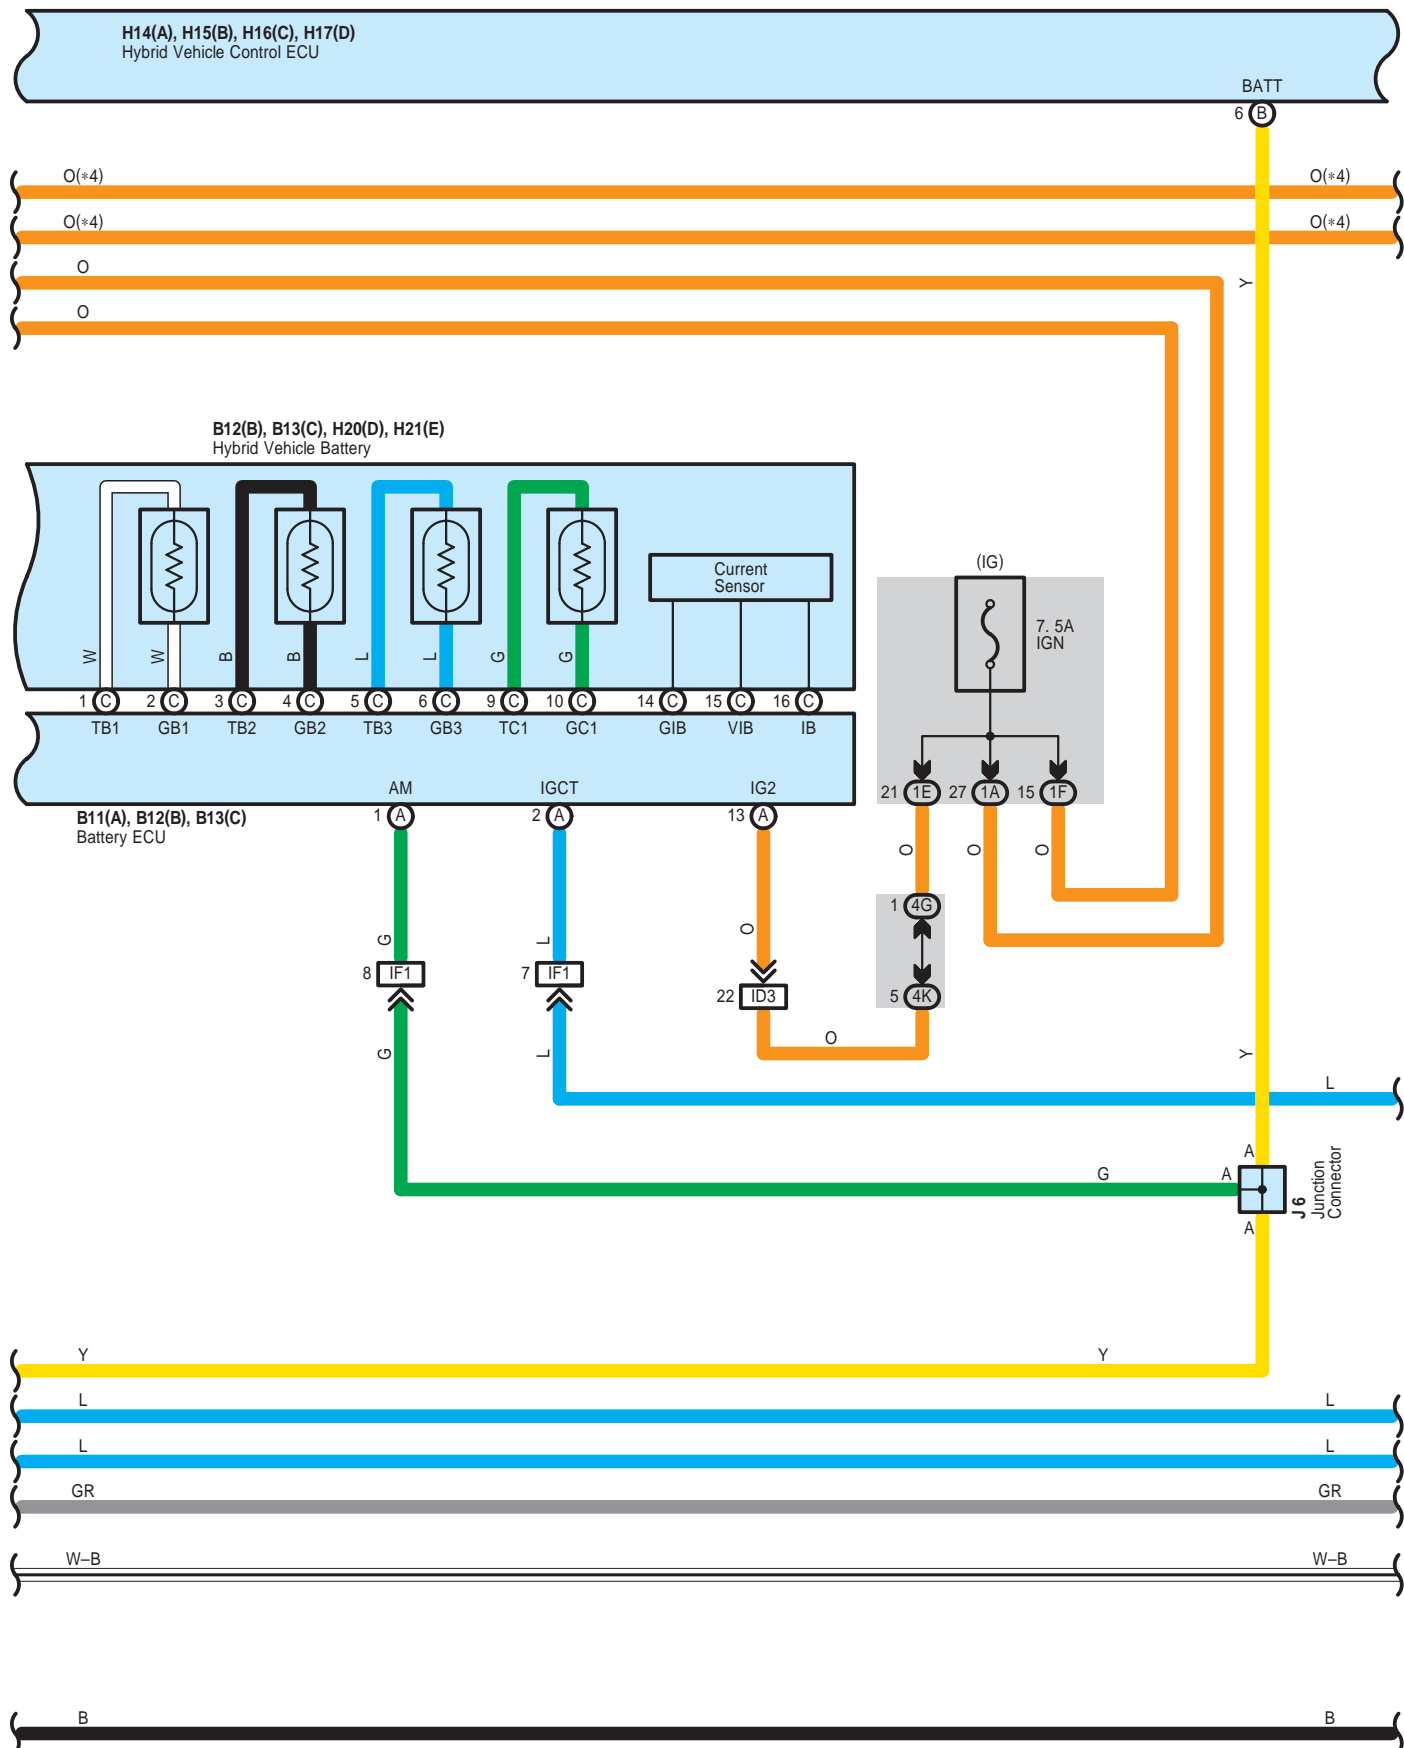 H14(A), H15(B), H16(C), H17(D)
Hybrid Vehicle Control ECU
BATT
6 B
O(*4) O(*4)
O(*4) O(*4)
O
Y
O
B12(B), B13(C), H20(D), H21(E)
Hybrid Vehicle Battery
(IG)
Current
Sensor
7. 5A
IGN
W W B B L L G G
1 C 2 C 3 C 4 C 5 C 6 C 9 C 10 C 14 C 15 C 16 C
TB1 GB1 TB2 GB2 TB3 GB3 TC1 GC1 GIB VIB IB
AM IGCT IG2
21 1E 27 1A 15 1F
B11(A), B12(B), B13(C)
Battery ECU
1 A 2 A 13 A
O O O
1 4G
G L O
8 IF1 7 IF1
22 ID3 5 4K
O
G L Y
L
A
G A
J 6
Junction
Connector
A
Y Y
L L
L L
GR GR
W–B W–B
B B